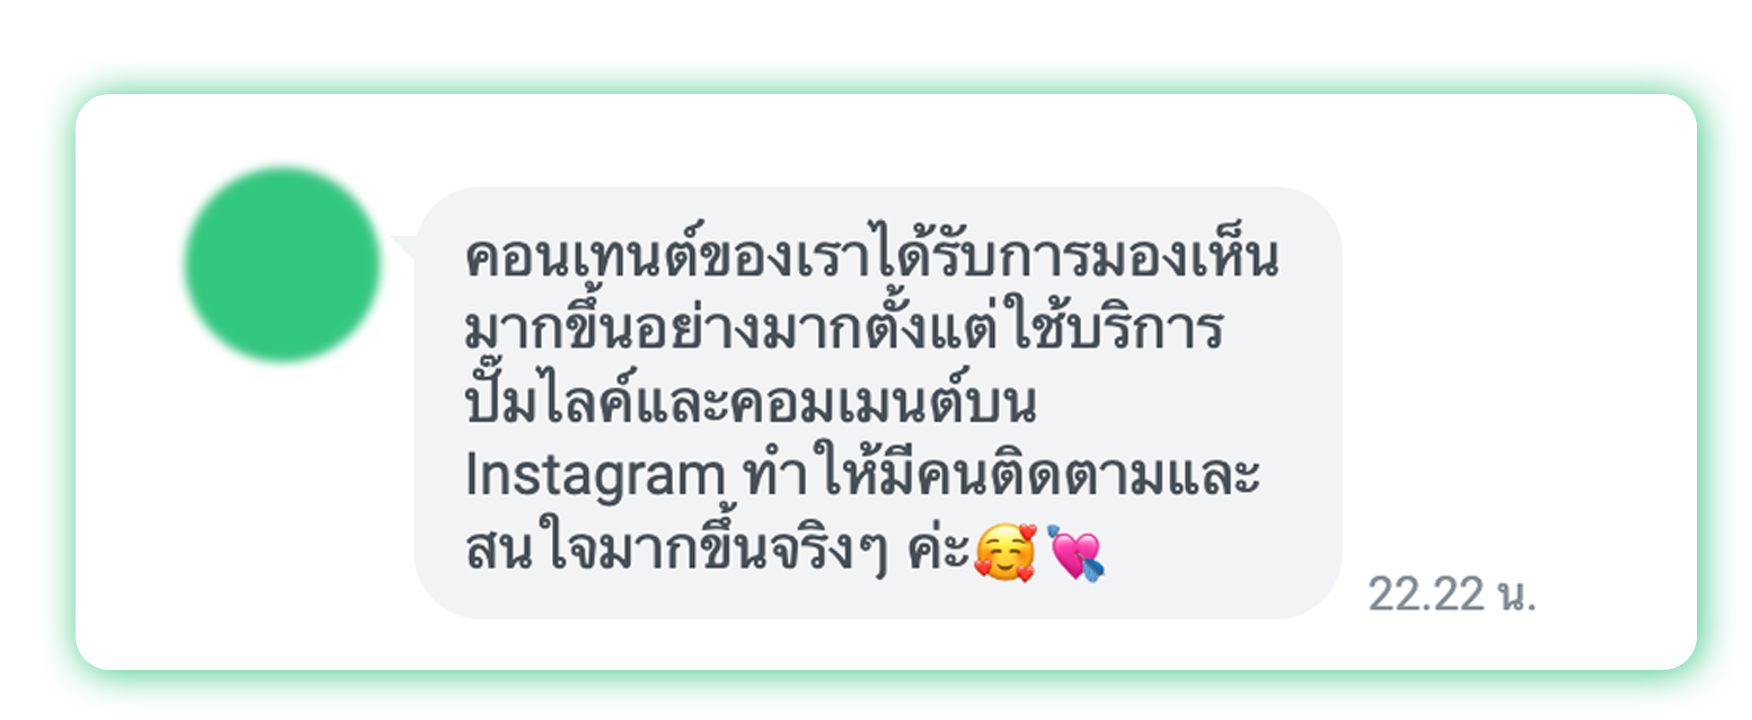 คอนเทนต์ของเราได้รับการมองเห็น
มากขึ้นอย่างมากตั้งแต่ใช้บริการ
ปั๊มไลค์และคอมเมนต์บน
Instagram ทำให้มีคนติดตามและ
สนใจมากขึ้นจริงๆ ค่ะ🥰💘
22.22 น.